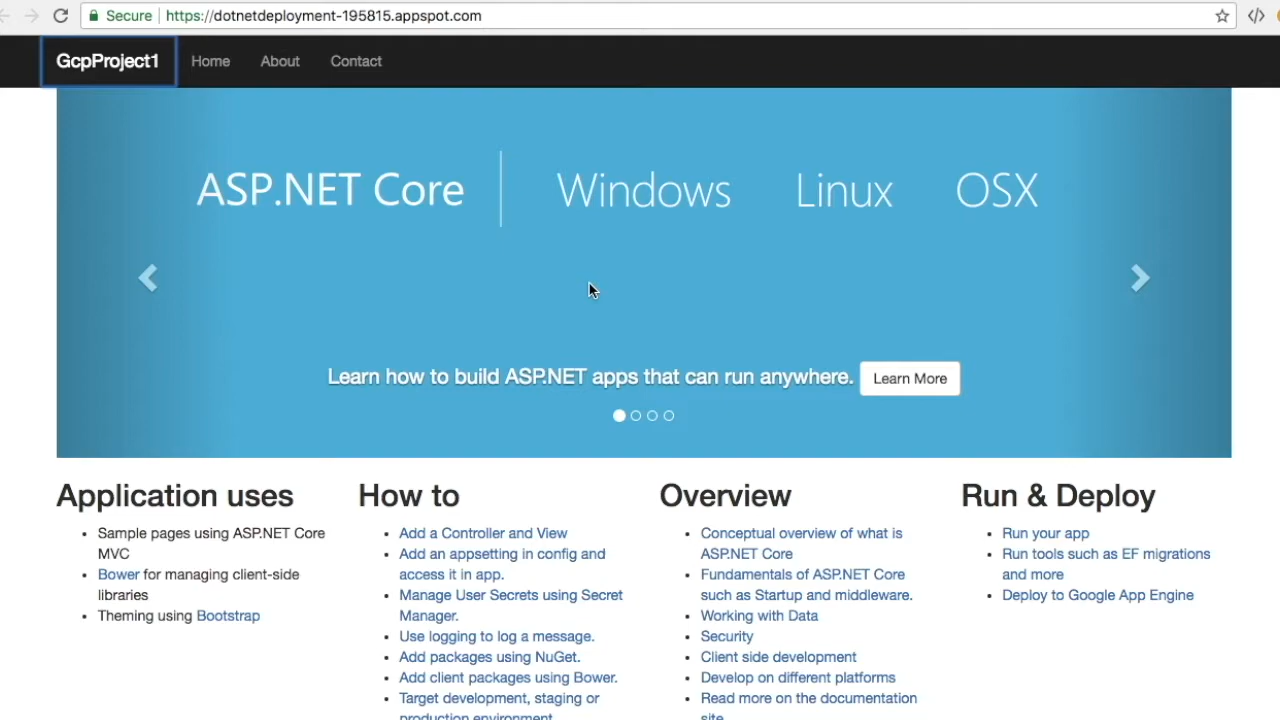 Secure https://dotnetdeployment-195815.appspot.com
GcpProject1 Home About Contact
ASP.NET Core Windows Linux OSX
Learn how to build ASP.NET apps that can run anywhere. Learn More
Application uses
Sample pages using ASP.NET Core
MVC
Bower for managing client-side
libraries
Theming using Bootstrap
How to
Add a Controller and View
Add an appsetting in config and
access it in app.
Manage User Secrets using Secret
Manager.
Use logging to log a message.
Add packages using NuGet.
Add client packages using Bower.
Target development, staging or
production environment.
Overview
Conceptual overview of what is
ASP.NET Core
Fundamentals of ASP.NET Core
such as Startup and middleware.
Working with Data
Security
Client side development
Develop on different platforms
Read more on the documentation
site
Run & Deploy
Run your app
Run tools such as EF migrations
and more
Deploy to Google App Engine